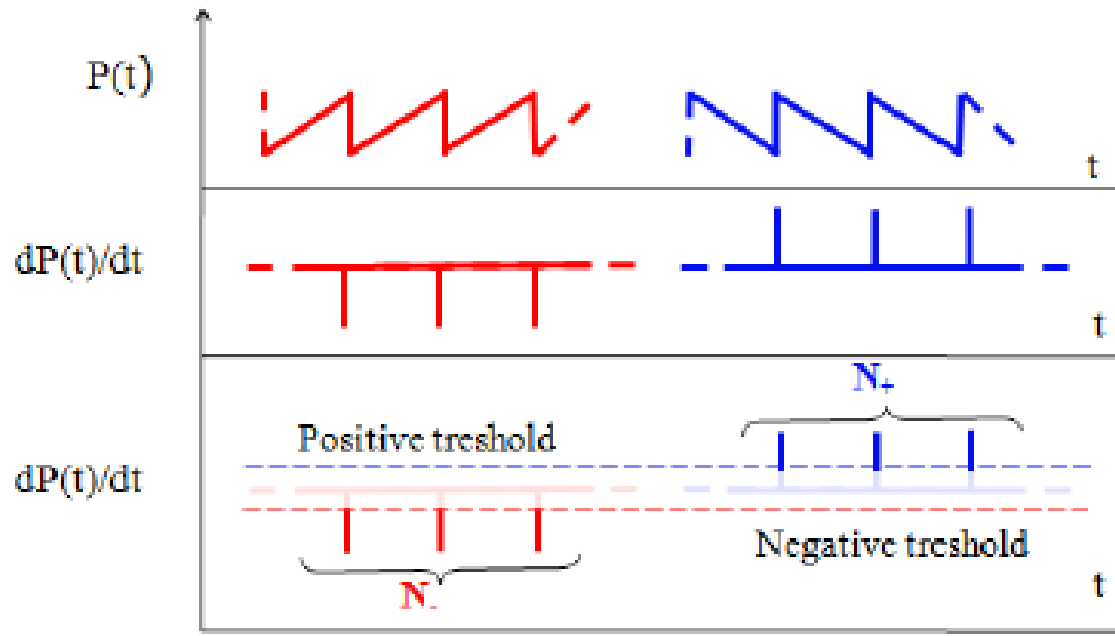 P(t)
t
dP(t)/dt
t
N+
Positive treshold
dP(t)/dt
Negative treshold
N-
t